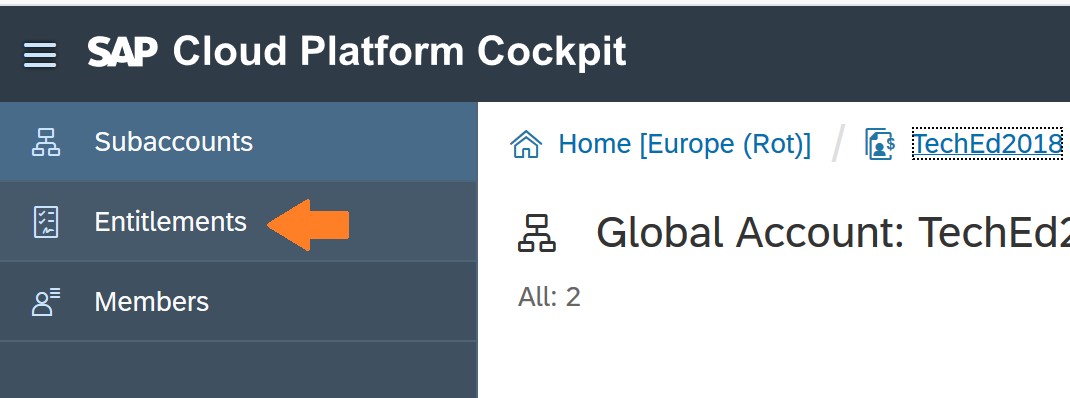 SAP Cloud Platform Cockpit
Subaccounts
Entitlements
Members
Home [Europe (Rot)] / TechEd2018
Global Account: TechEd2
All: 2